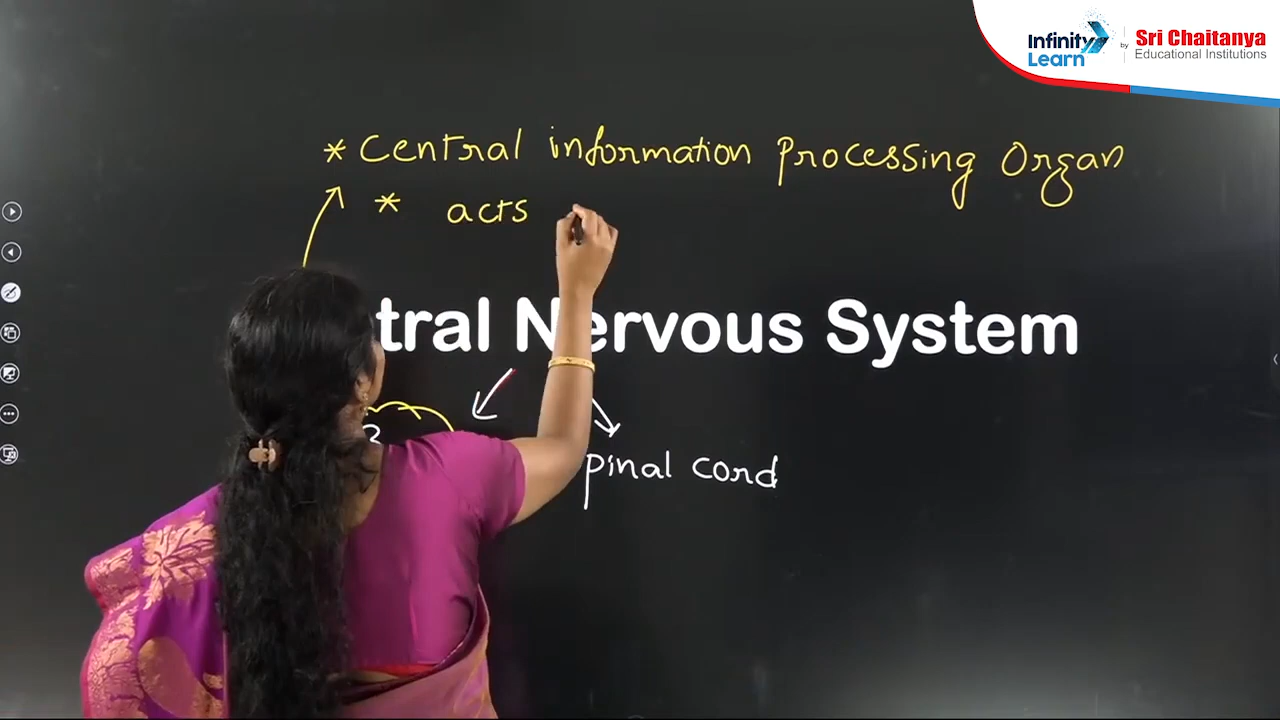 Infinity Learn by Sri Chaitanya Educational Institutions
* Central information processing organ
* acts
tral Nervous System
B
pinal cord